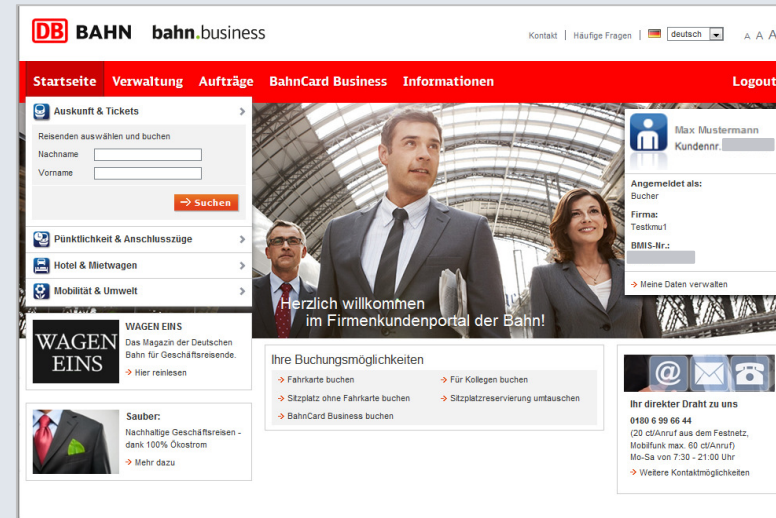 DB BAHN bahn.business
Kontakt | Häufige Fragen | deutsch A A A
Startseite Verwaltung Aufträge BahnCard Business Informationen Logout
Auskunft & Tickets
Reisenden auswählen und buchen
Nachname
Vorname
Suchen
Pünktlichkeit & Anschlusszüge
Hotel & Mietwagen
Mobilität & Umwelt
Max Mustermann
Kundennr.
Angemeldet als:
Bucher
Firma:
Testkmu1
BMIS-Nr.:
Meine Daten verwalten
Herzlich willkommen
im Firmenkundenportal der Bahn!
WAGEN
EINS
WAGEN EINS
Das Magazin der Deutschen
Bahn für Geschäftsreisende.
Hier reinlesen
Sauber:
Nachhaltige Geschäftsreisen -
dank 100% Ökostrom
Mehr dazu
Ihre Buchungsmöglichkeiten
Fahrkarte buchen
Für Kollegen buchen
Sitzplatz ohne Fahrkarte buchen
Sitzplatzreservierung umtauschen
BahnCard Business buchen
@
Ihr direkter Draht zu uns
0180 6 99 66 44
(20 ct/Anruf aus dem Festnetz,
Mobilfunk max. 60 ct/Anruf)
Mo-Sa von 7:30 - 21:00 Uhr
Weitere Kontaktmöglichkeiten